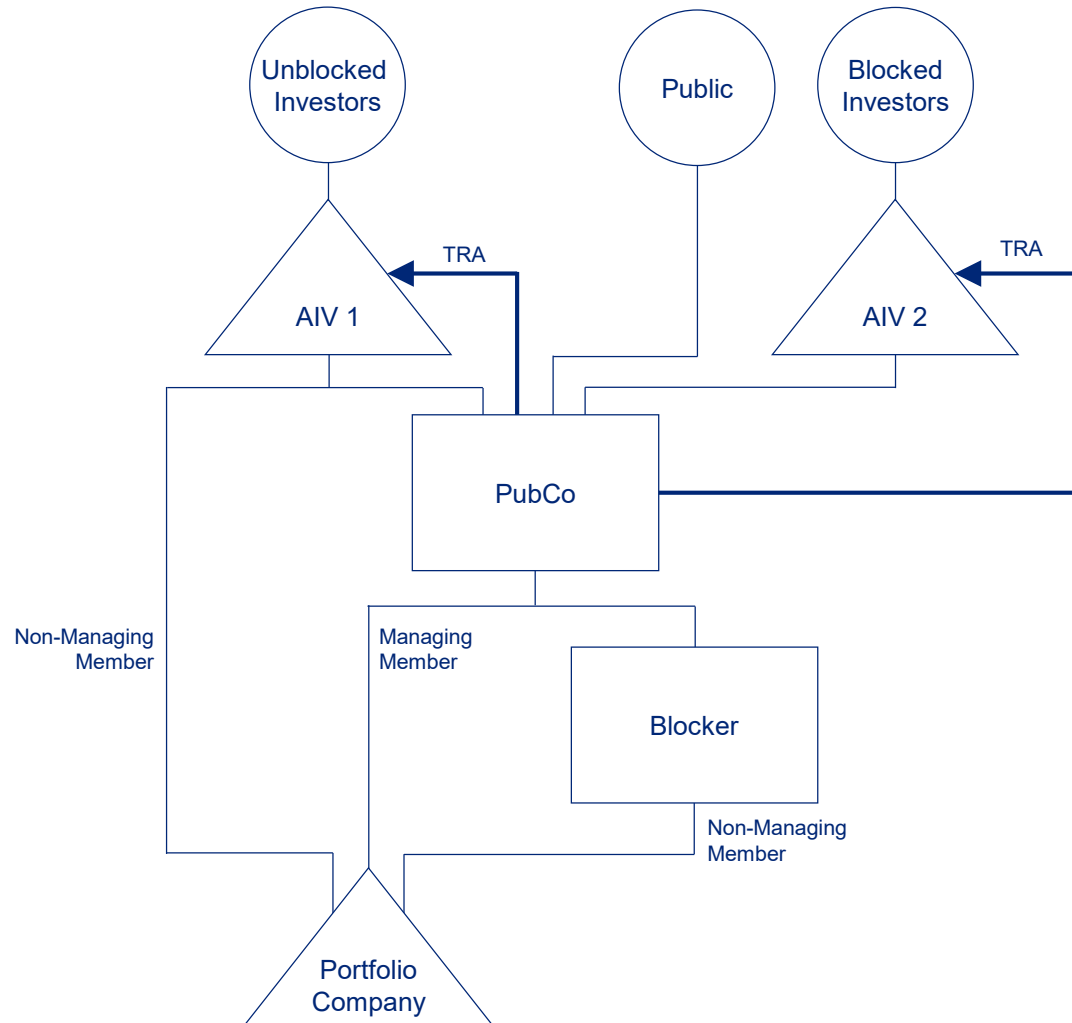 Unblocked
Investors
Public
Blocked
Investors
TRA
TRA
AIV 1
AIV 2
PubCo
Non-Managing
Member
Managing
Member
Blocker
Non-Managing
Member
Portfolio
Company